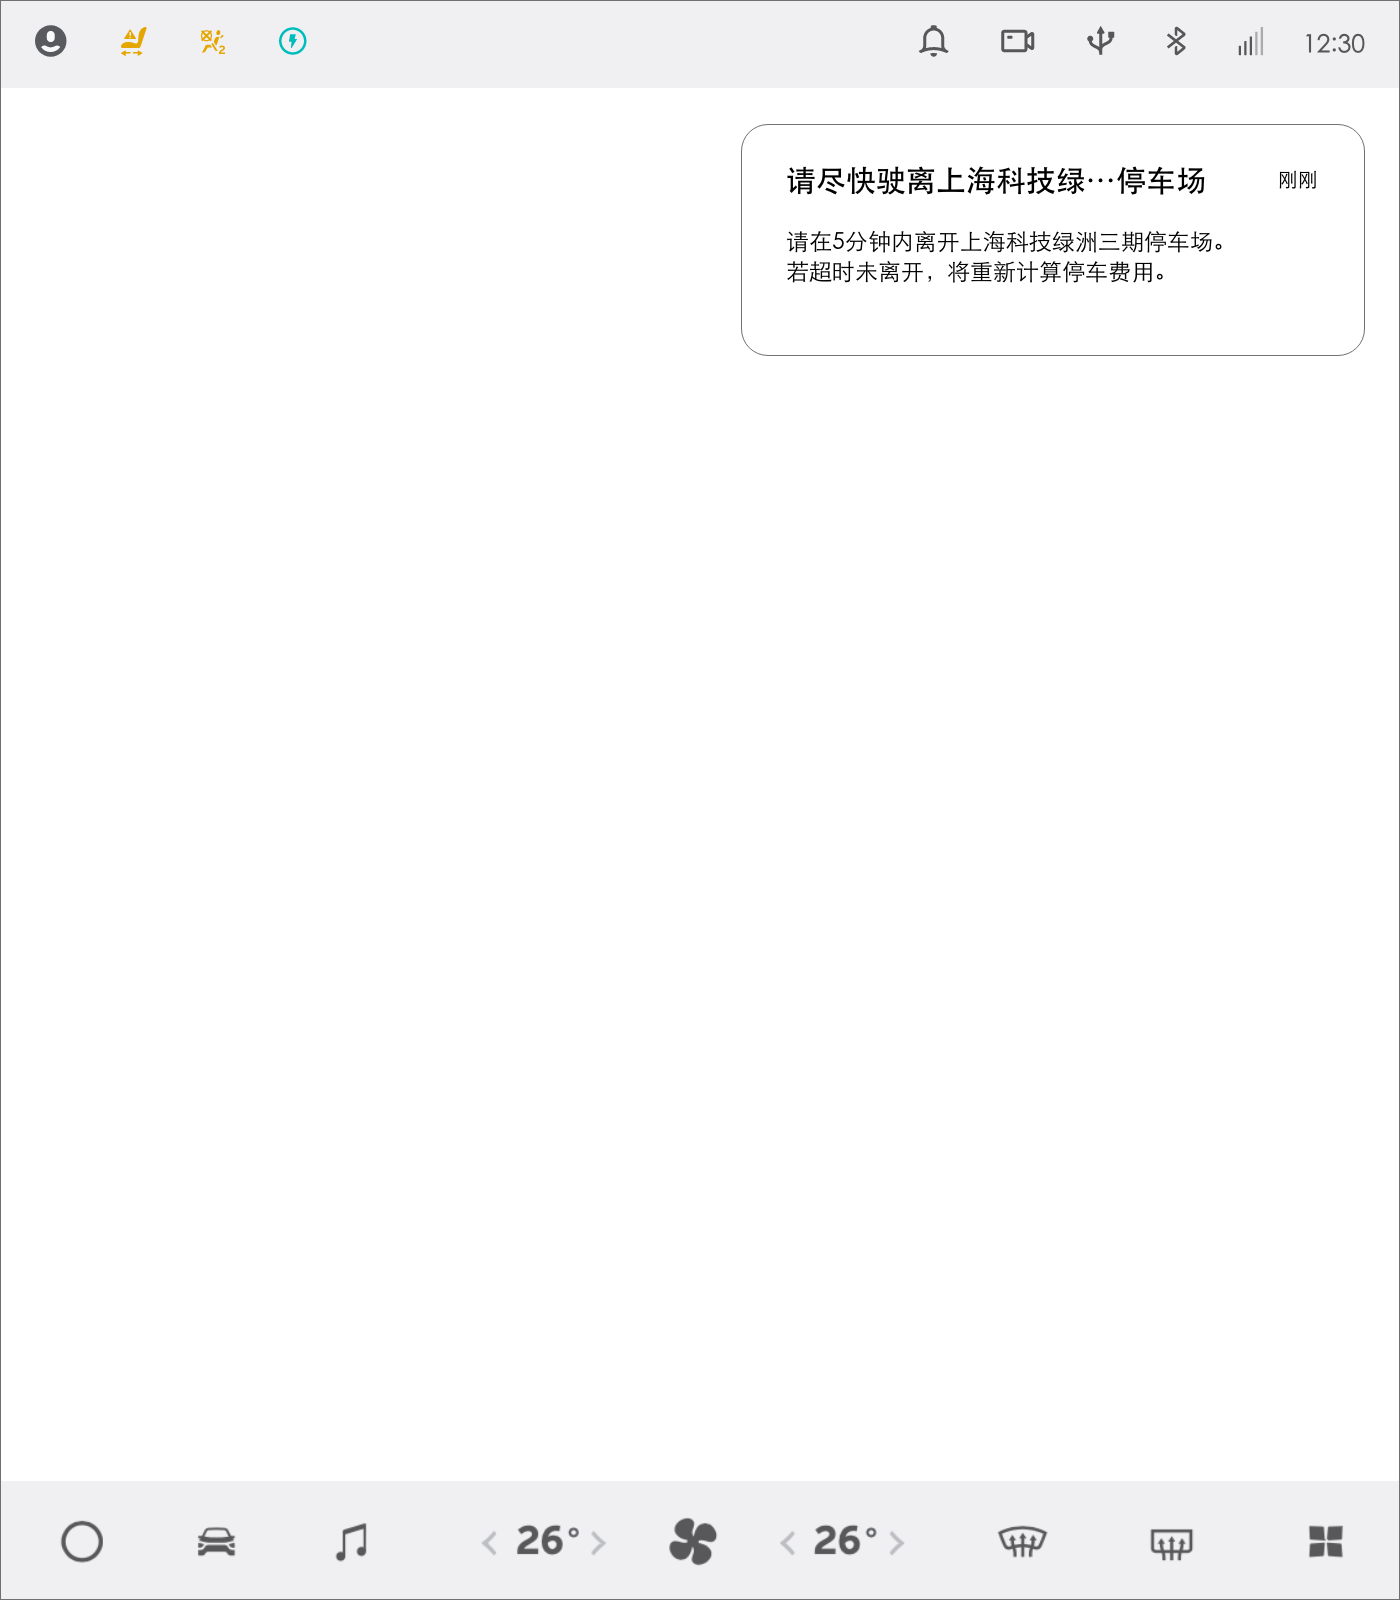 12:30
请尽快驶离上海科技绿…停车场
刚刚
请在5分钟内离开上海科技绿洲三期停车场。
若超时未离开，将重新计算停车费用。
26°
26°